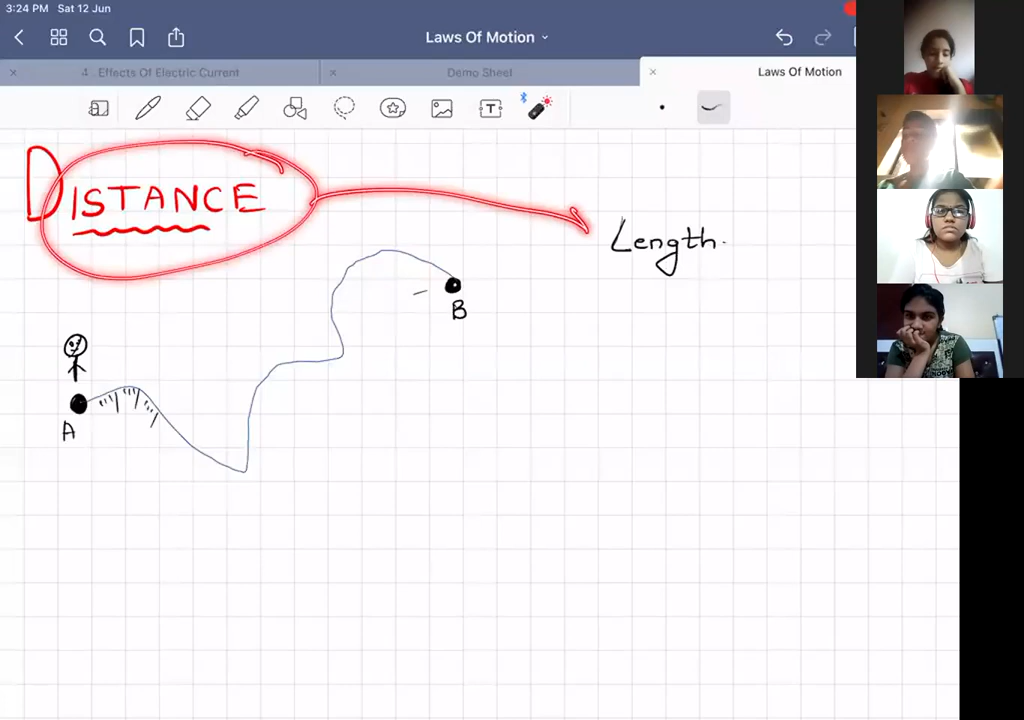 3:24 PM Sat 12 Jun
Laws Of Motion
4. Effects Of Electric Current
Demo Sheet
Laws Of Motion
T
DISTANCE
Length.
B
A